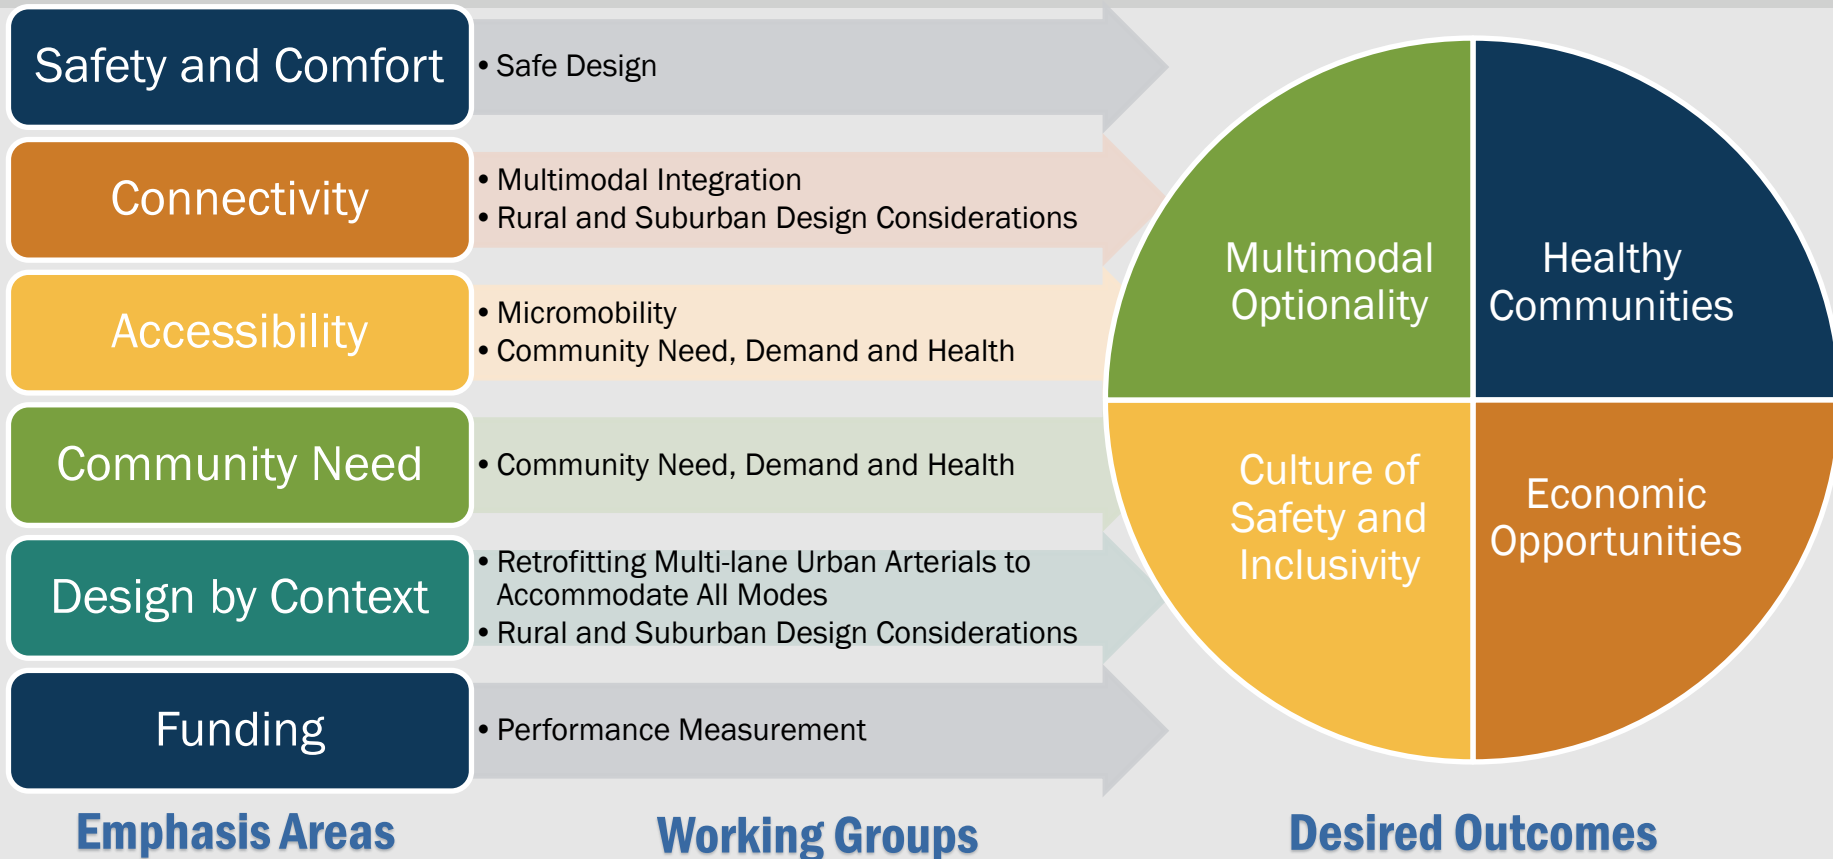 Safety and Comfort
• Safe Design
Connectivity
• Multimodal Integration
• Rural and Suburban Design Considerations
Accessibility
• Micromobility
• Community Need, Demand and Health
Community Need
• Community Need, Demand and Health
Design by Context
• Retrofitting Multi-lane Urban Arterials to
Accommodate All Modes
• Rural and Suburban Design Considerations
Funding
• Performance Measurement
Multimodal
Optionality
Healthy
Communities
Culture of
Safety and
Inclusivity
Economic
Opportunities
Emphasis Areas
Working Groups
Desired Outcomes